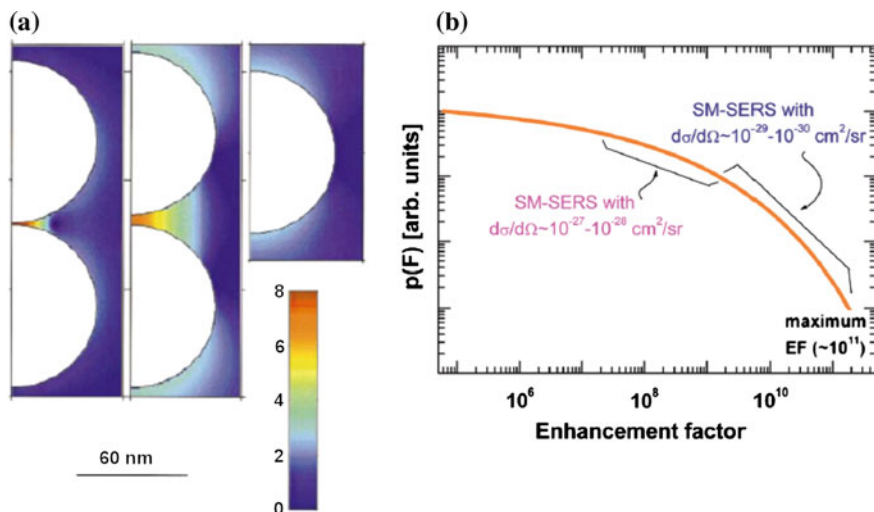 (a)
8
6
4
2
0
60 nm
(b)
p(F) [arb. units]
SM-SERS with
dσ/dΩ~10⁻²⁹-10⁻³⁰ cm²/sr
SM-SERS with
dσ/dΩ~10⁻²⁷-10⁻²⁸ cm²/sr
maximum
EF (~10¹¹)
10⁶
10⁸
10¹⁰
Enhancement factor